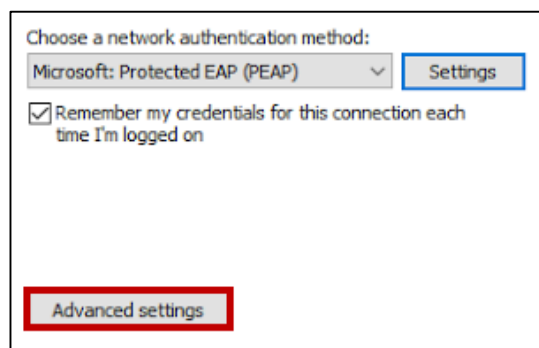 Choose a network authentication method:
Microsoft: Protected EAP (PEAP) Settings
Remember my credentials for this connection each
time I'm logged on
Advanced settings